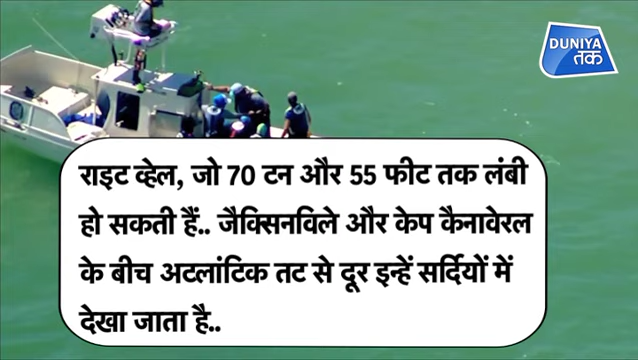 DUNIYA
तक
राइट व्हेल, जो 70 टन और 55 फीट तक लंबी
हो सकती हैं.. जैक्सिनविले और केप कैनावेरल
के बीच अटलांटिक तट से दूर इन्हें सर्दियों में
देखा जाता है..